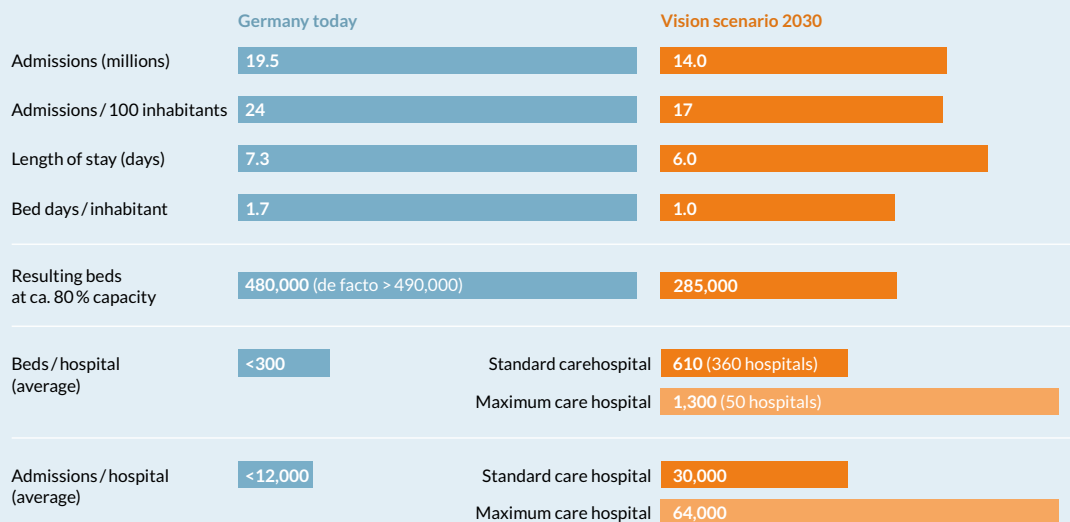 Germany today Vision scenario 2030
Admissions (millions) 19.5 14.0
Admissions / 100 inhabitants 24 17
Length of stay (days) 7.3 6.0
Bed days / inhabitant 1.7 1.0
Resulting beds
at ca. 80 % capacity 480,000 (de facto > 490,000) 285,000
Beds / hospital
(average) <300 Standard carehospital 610 (360 hospitals)
Maximum care hospital 1,300 (50 hospitals)
Admissions / hospital
(average) <12,000 Standard care hospital 30,000
Maximum care hospital 64,000